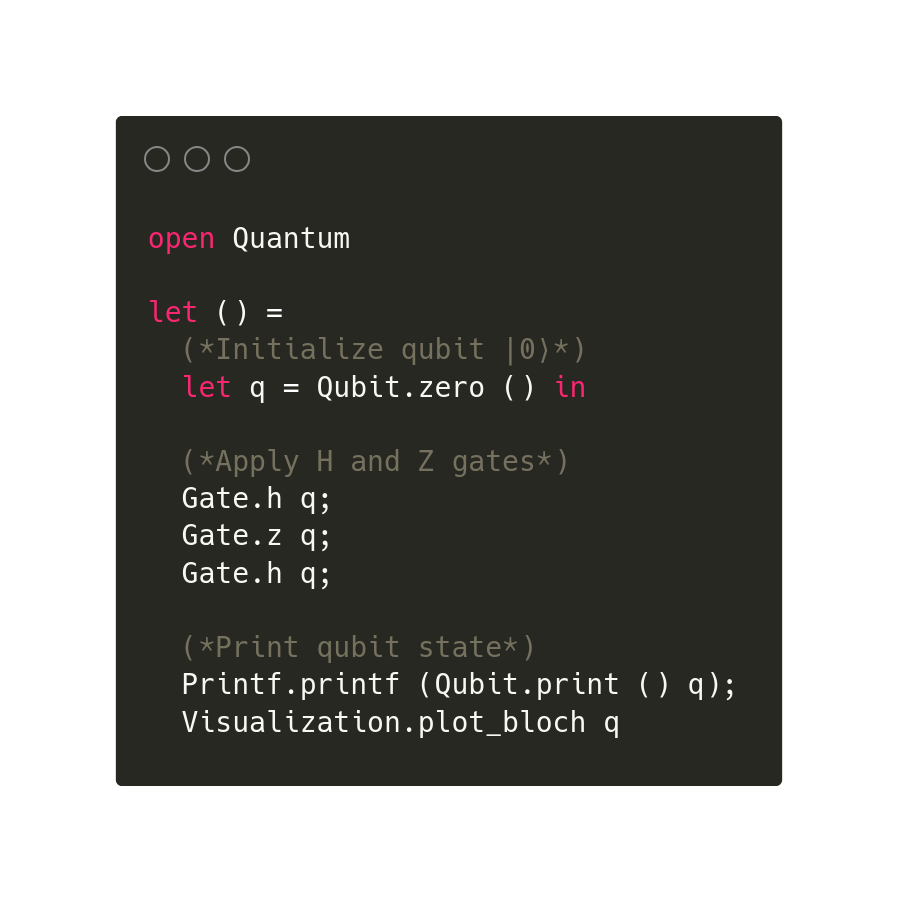 open Quantum
let () =
(*Initialize qubit |0⟩*)
let q = Qubit.zero () in
(*Apply H and Z gates*)
Gate.h q;
Gate.z q;
Gate.h q;
(*Print qubit state*)
Printf.printf (Qubit.print () q);
Visualization.plot_bloch q